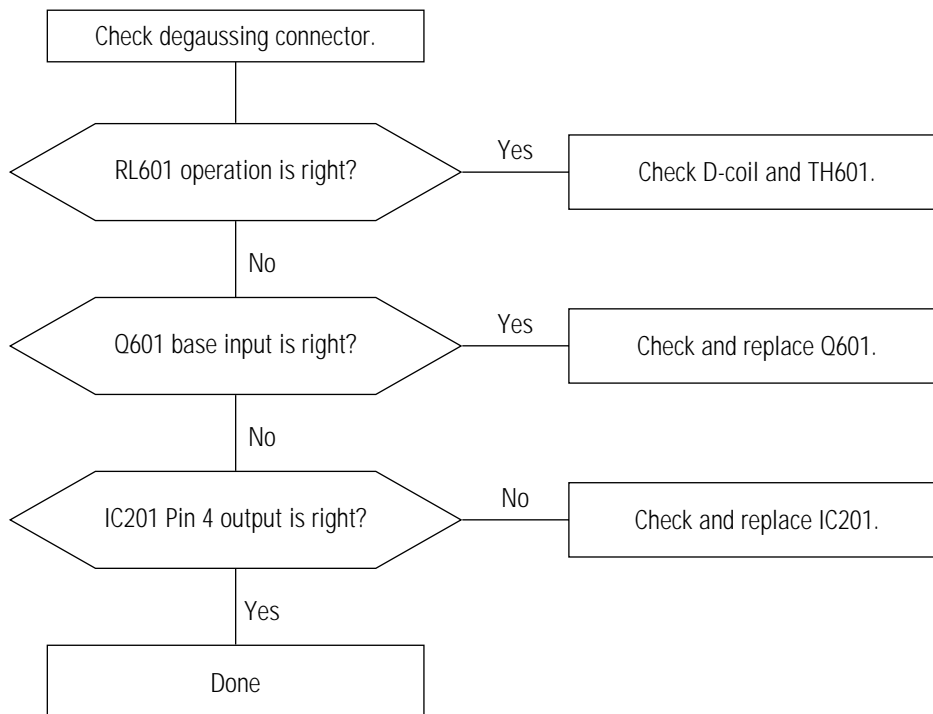 Check degaussing connector.
RL601 operation is right?
Yes
Check D-coil and TH601.
No
Q601 base input is right?
Yes
Check and replace Q601.
No
IC201 Pin 4 output is right?
No
Check and replace IC201.
Yes
Done